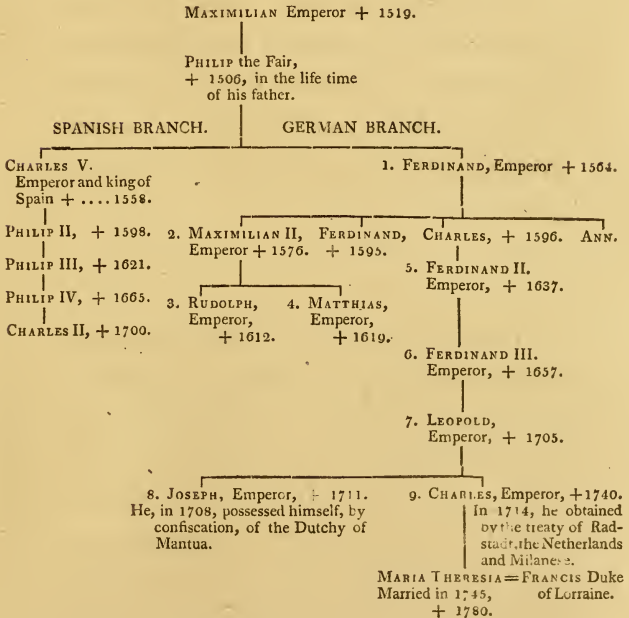 MAXIMILIAN Emperor + 1519.
PHILIP the Fair,
+ 1506, in the life time
of his father.
SPANISH BRANCH. GERMAN BRANCH.
CHARLES V.
Emperor and king of
Spain + .... 1558.
PHILIP II, + 1598.
PHILIP III, + 1621.
PHILIP IV, + 1665.
CHARLES II, + 1700.
1. FERDINAND, Emperor + 1564.
2. MAXIMILIAN II,
Emperor + 1576.
FERDINAND,
+ 1595.
CHARLES, + 1596.
ANN.
3. RUDOLPH,
Emperor,
+ 1612.
4. MATTHIAS,
Emperor,
+ 1619.
5. FERDINAND II.
Emperor, + 1637.
6. FERDINAND III.
Emperor, + 1657.
7. LEOPOLD,
Emperor, + 1705.
8. JOSEPH, Emperor, + 1711.
He, in 1708, possessed himself, by
confiscation, of the Dutchy of
Mantua.
9. CHARLES, Emperor, +1740.
In 1714, he obtained
by the treaty of Rad-
stadt, the Netherlands
and Milanese.
MARIA THERESIA = FRANCIS Duke
Married in 1745, of Lorraine.
+ 1780.